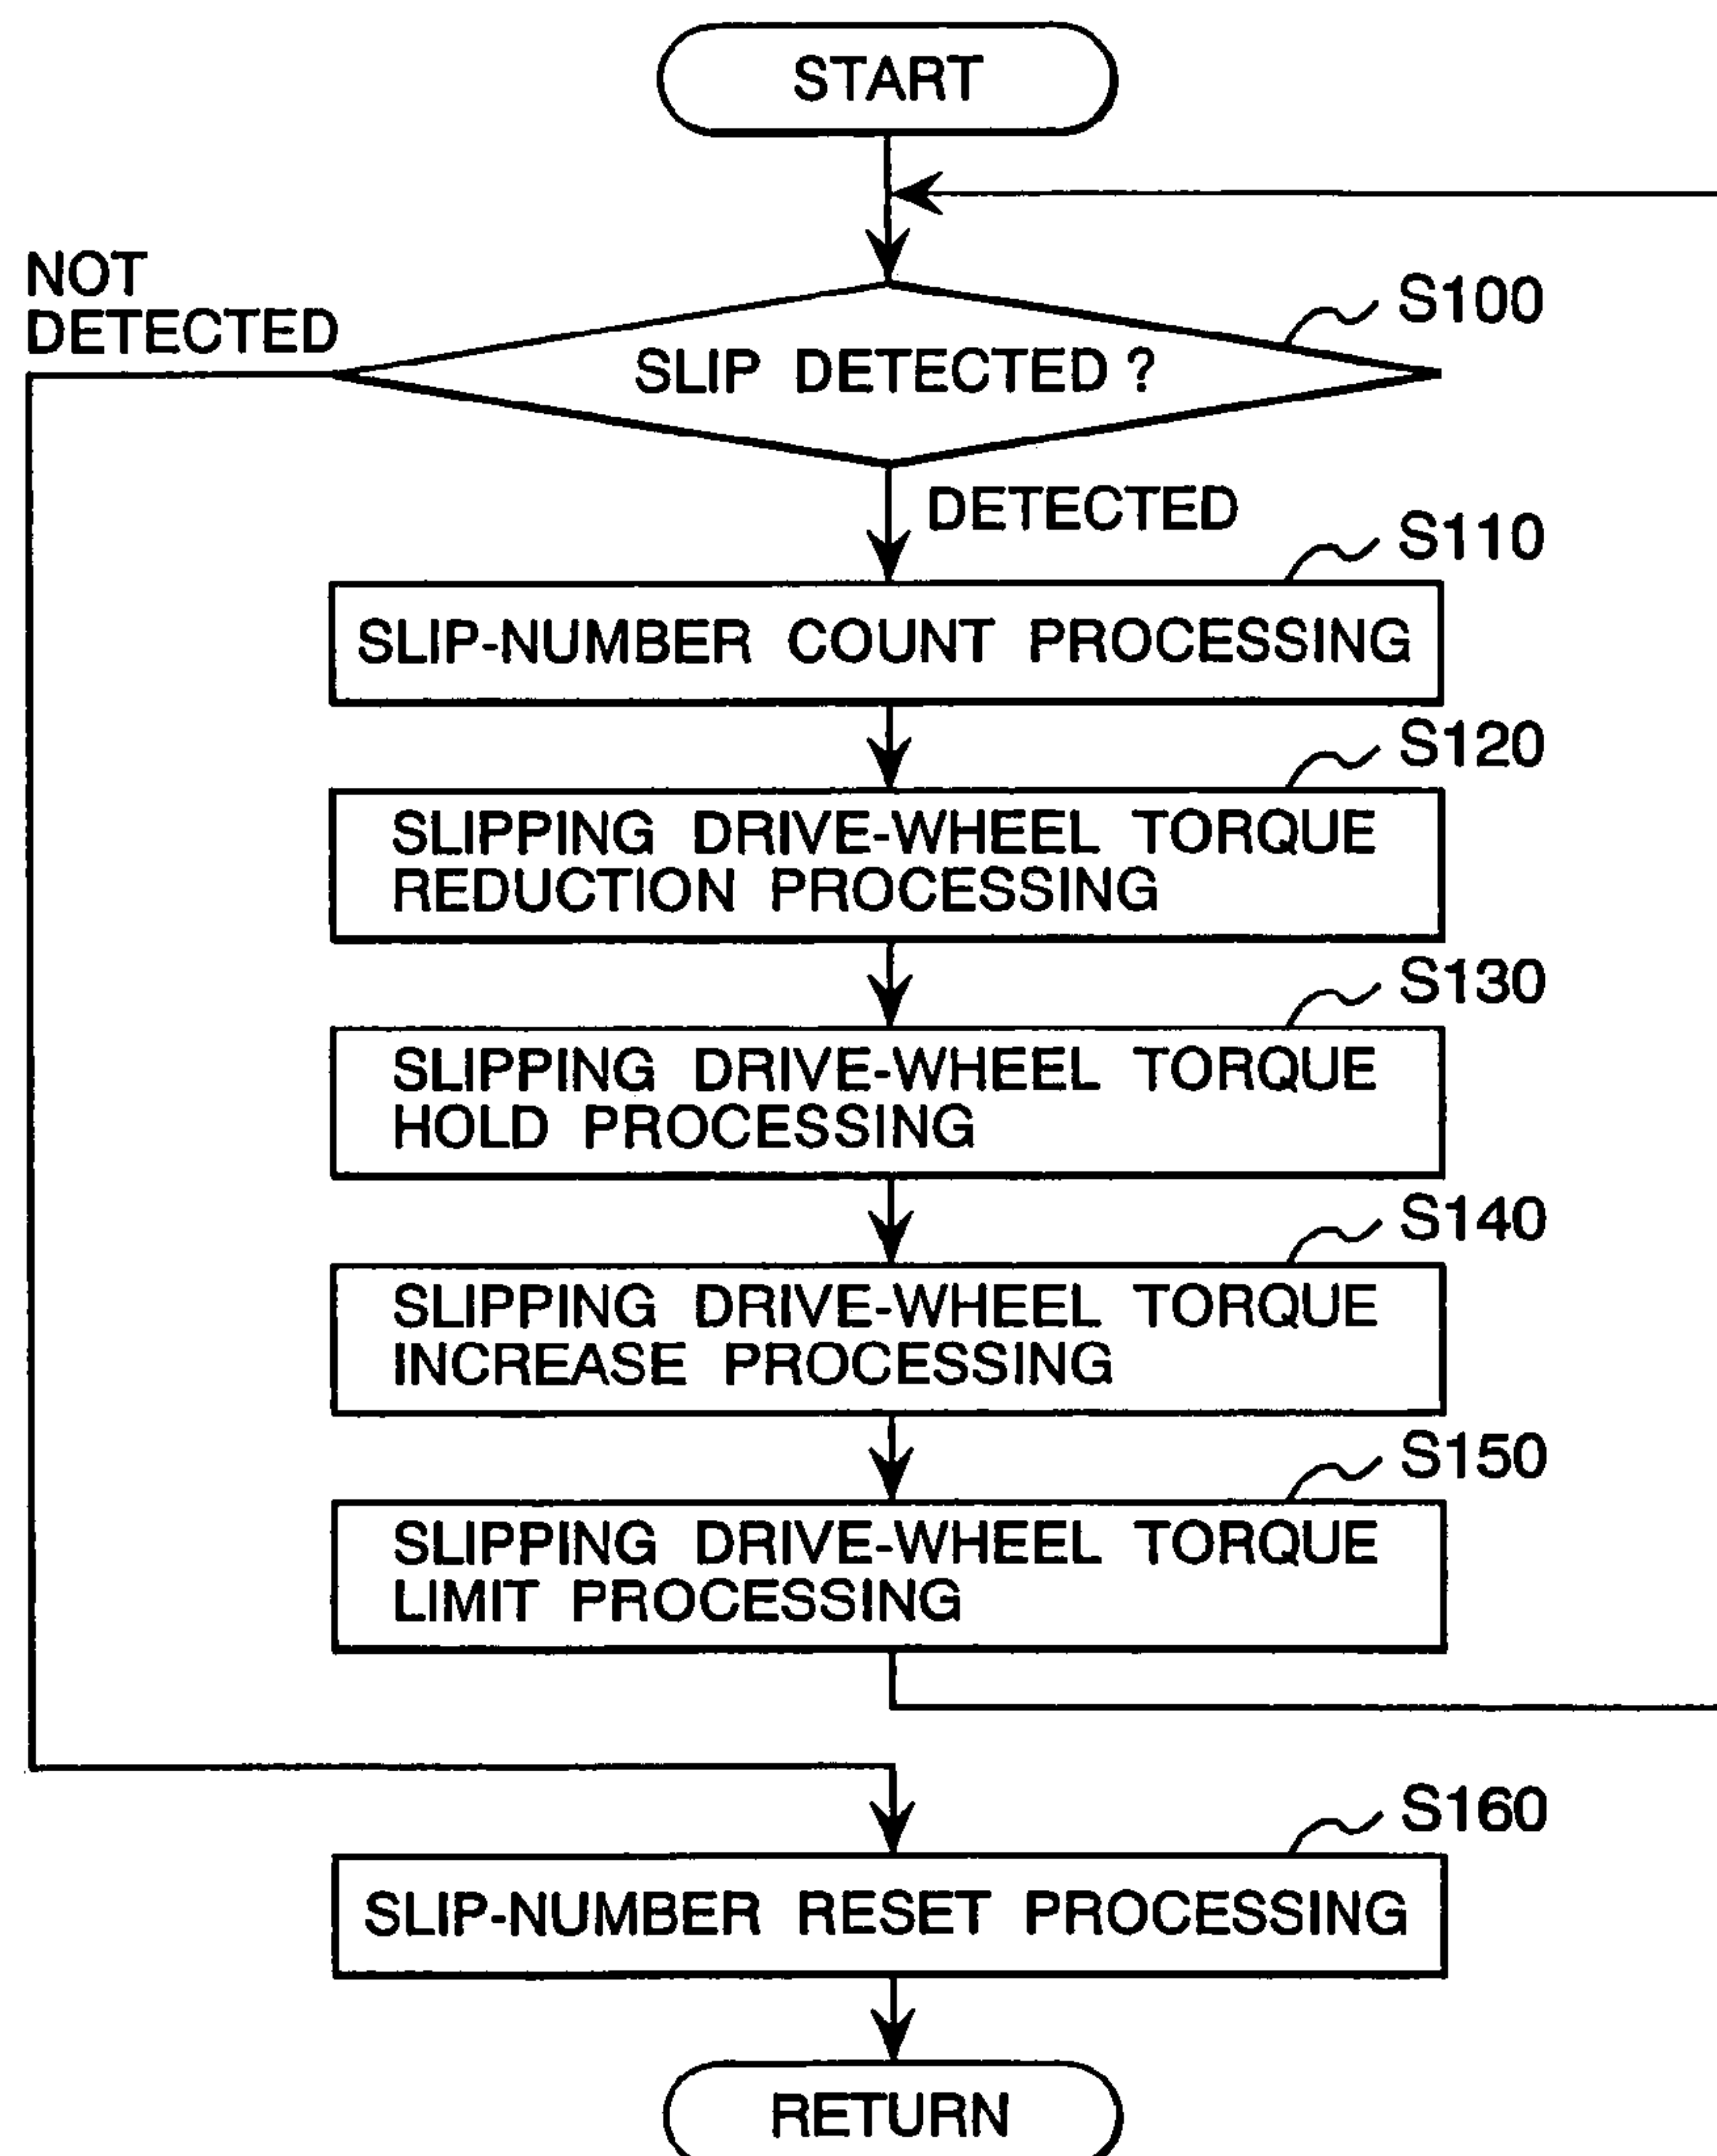 START
NOT
DETECTED
S100
SLIP DETECTED ?
DETECTED
S110
SLIP-NUMBER COUNT PROCESSING
S120
SLIPPING DRIVE-WHEEL TORQUE
REDUCTION PROCESSING
S130
SLIPPING DRIVE-WHEEL TORQUE
HOLD PROCESSING
S140
SLIPPING DRIVE-WHEEL TORQUE
INCREASE PROCESSING
S150
SLIPPING DRIVE-WHEEL TORQUE
LIMIT PROCESSING
S160
SLIP-NUMBER RESET PROCESSING
RETURN